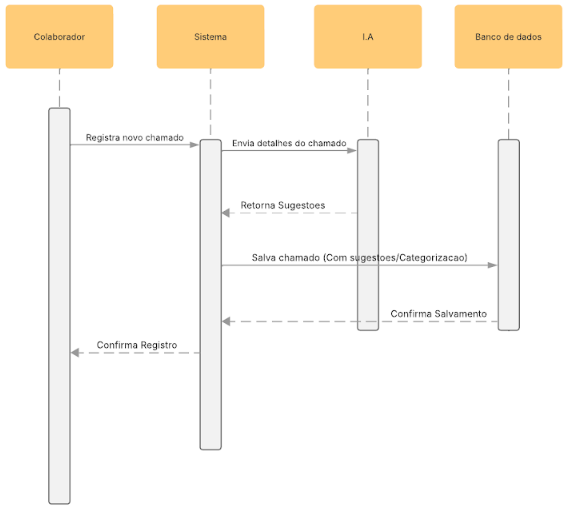 Colaborador
Sistema
I.A
Banco de dados
Registra novo chamado
Envia detalhes do chamado
Retorna Sugestoes
Salva chamado (Com sugestoes/Categorizacao)
Confirma Salvamento
Confirma Registro